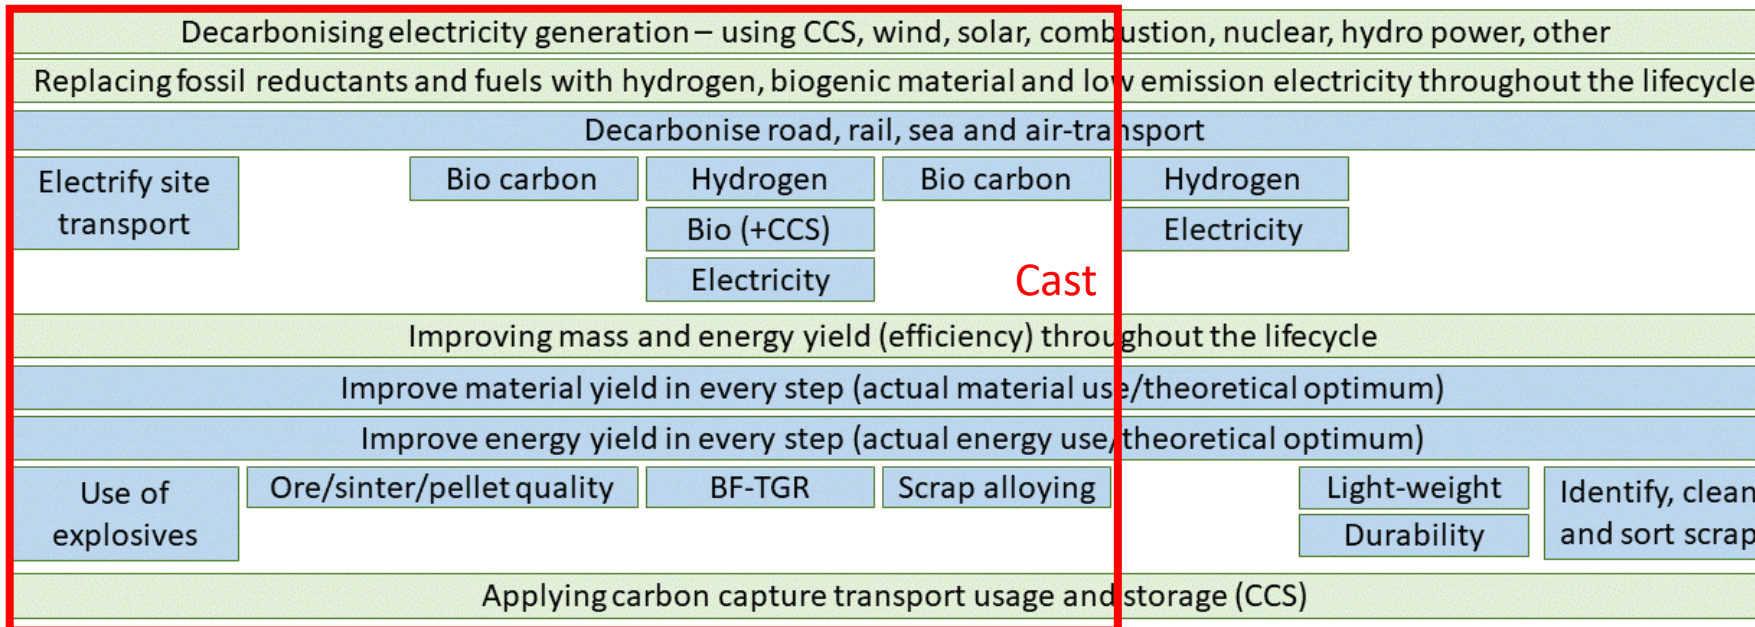 Decarbonising electricity generation – using CCS, wind, solar, combustion, nuclear, hydro power, other
Replacing fossil reductants and fuels with hydrogen, biogenic material and low emission electricity throughout the lifecycle
Decarbonise road, rail, sea and air-transport
Electrify site
transport
Bio carbon
Hydrogen
Bio carbon
Hydrogen
Bio (+CCS)
Electricity
Electricity
Cast
Improving mass and energy yield (efficiency) throughout the lifecycle
Improve material yield in every step (actual material use/theoretical optimum)
Improve energy yield in every step (actual energy use/theoretical optimum)
Use of
explosives
Ore/sinter/pellet quality
BF-TGR
Scrap alloying
Light-weight
Durability
Identify, clean
and sort scrap
Applying carbon capture transport usage and storage (CCS)